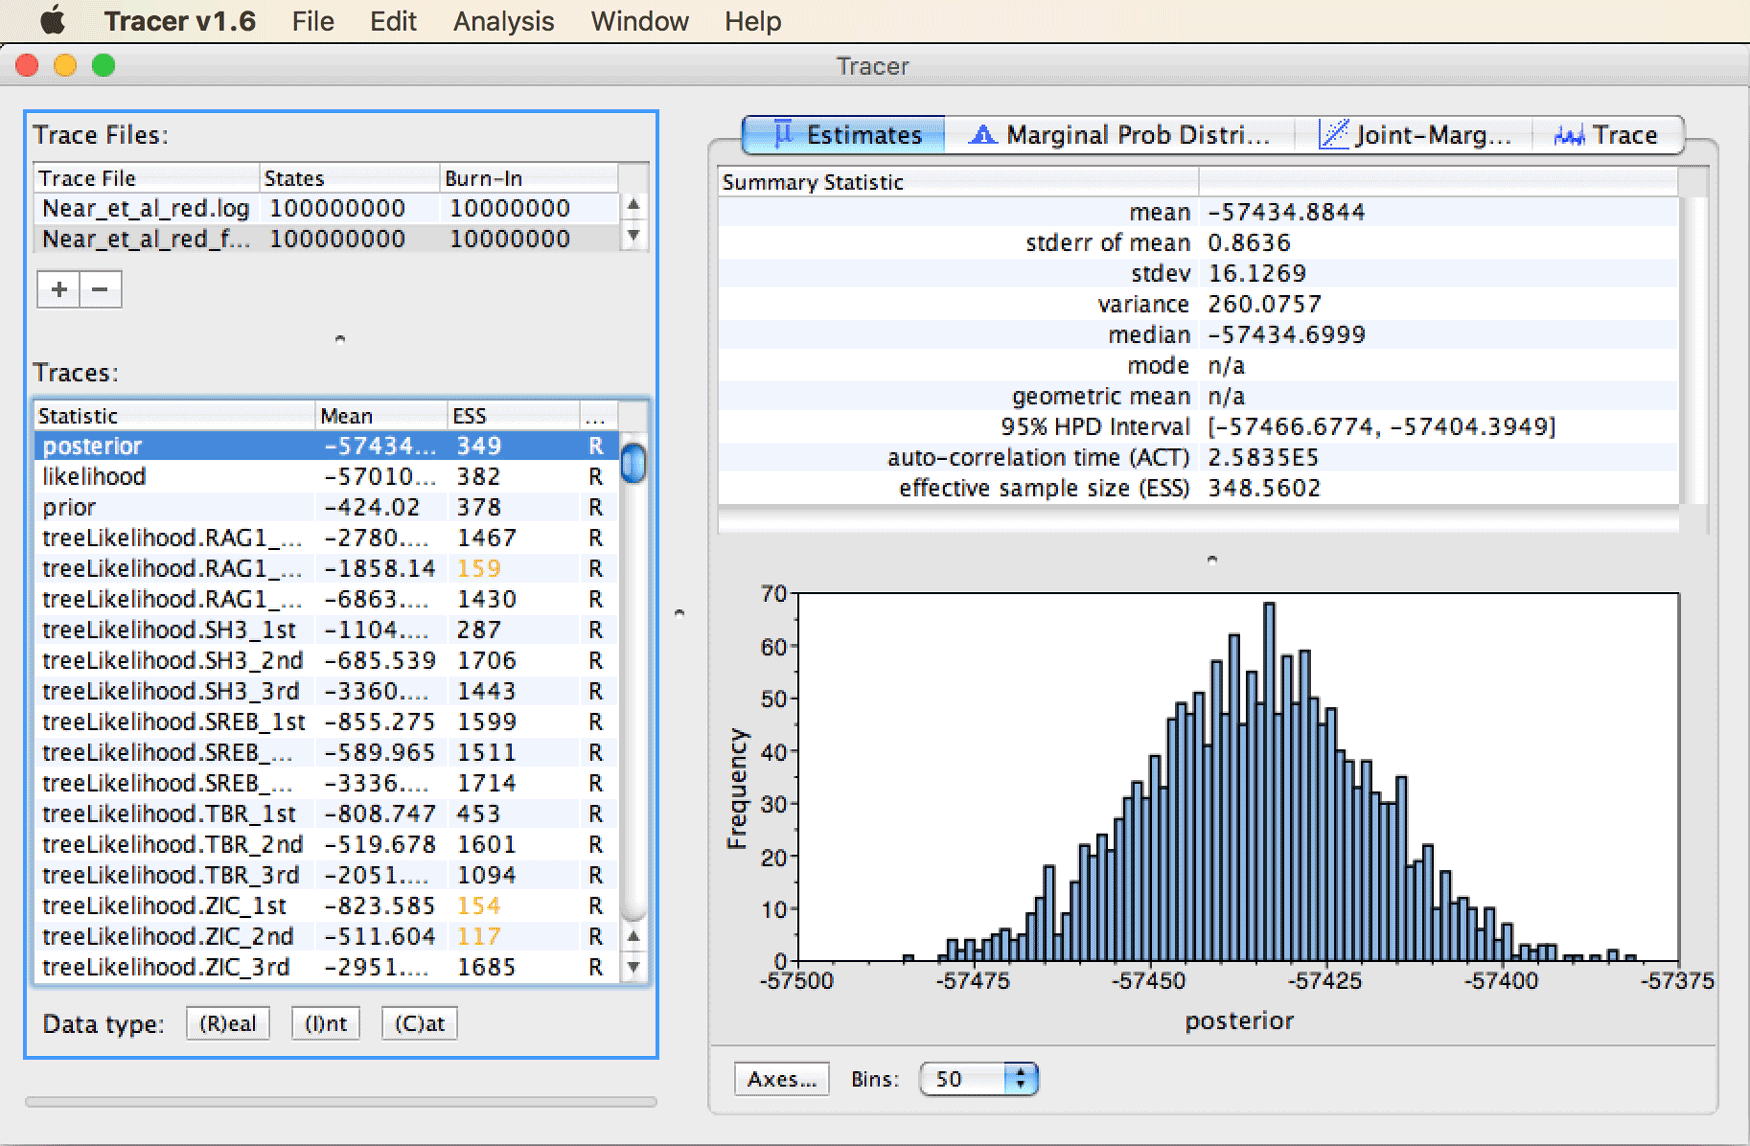 Tracer v1.6 File Edit Analysis Window Help
Tracer
Trace Files:
Trace File States Burn-In
Near_et_al_red.log 100000000 10000000
Near_et_al_red_f... 100000000 10000000
+ −
Traces:
Statistic Mean ESS ...
posterior -57434... 349 R
likelihood -57010... 382 R
prior -424.02 378 R
treeLikelihood.RAG1_... -2780.... 1467 R
treeLikelihood.RAG1_... -1858.14 159 R
treeLikelihood.RAG1_... -6863.... 1430 R
treeLikelihood.SH3_1st -1104.... 287 R
treeLikelihood.SH3_2nd -685.539 1706 R
treeLikelihood.SH3_3rd -3360.... 1443 R
treeLikelihood.SREB_1st -855.275 1599 R
treeLikelihood.SREB_... -589.965 1511 R
treeLikelihood.SREB_... -3336.... 1714 R
treeLikelihood.TBR_1st -808.747 453 R
treeLikelihood.TBR_2nd -519.678 1601 R
treeLikelihood.TBR_3rd -2051.... 1094 R
treeLikelihood.ZIC_1st -823.585 154 R
treeLikelihood.ZIC_2nd -511.604 117 R
treeLikelihood.ZIC_3rd -2951.... 1685 R
Data type: (R)eal (I)nt (C)at
Estimates Marginal Prob Distri... Joint-Marg... Trace
Summary Statistic
mean -57434.8844
stderr of mean 0.8636
stdev 16.1269
variance 260.0757
median -57434.6999
mode n/a
geometric mean n/a
95% HPD Interval [-57466.6774, -57404.3949]
auto-correlation time (ACT) 2.5835E5
effective sample size (ESS) 348.5602
70
60
50
40
30
20
10
0
Frequency
-57500 -57475 -57450 -57425 -57400 -57375
posterior
Axes... Bins: 50